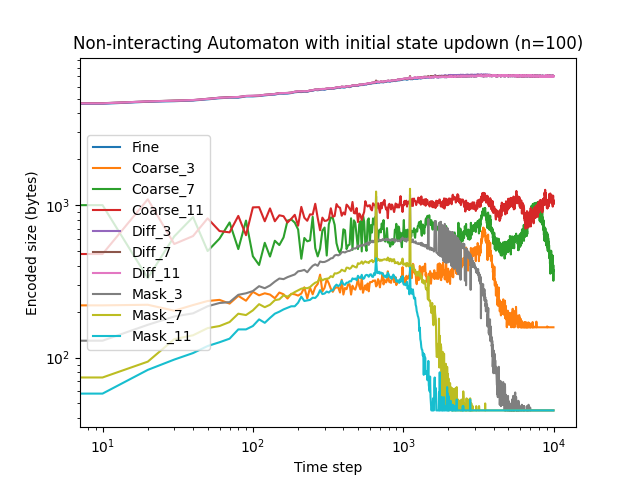 Non-interacting Automaton with initial state updown (n=100)
Encoded size (bytes)
10³
10²
Fine
Coarse_3
Coarse_7
Coarse_11
Diff_3
Diff_7
Diff_11
Mask_3
Mask_7
Mask_11
10¹ 10² 10³ 10⁴
Time step